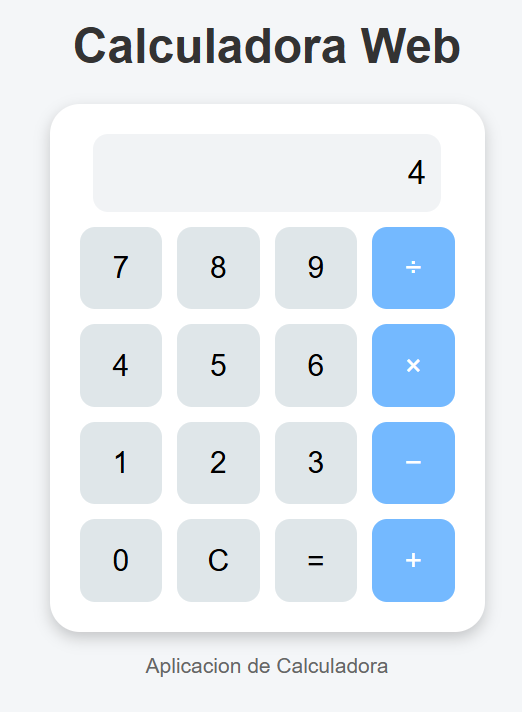 Calculadora Web
4
7 8 9 ÷
4 5 6 ×
1 2 3 −
0 C = +
Aplicacion de Calculadora